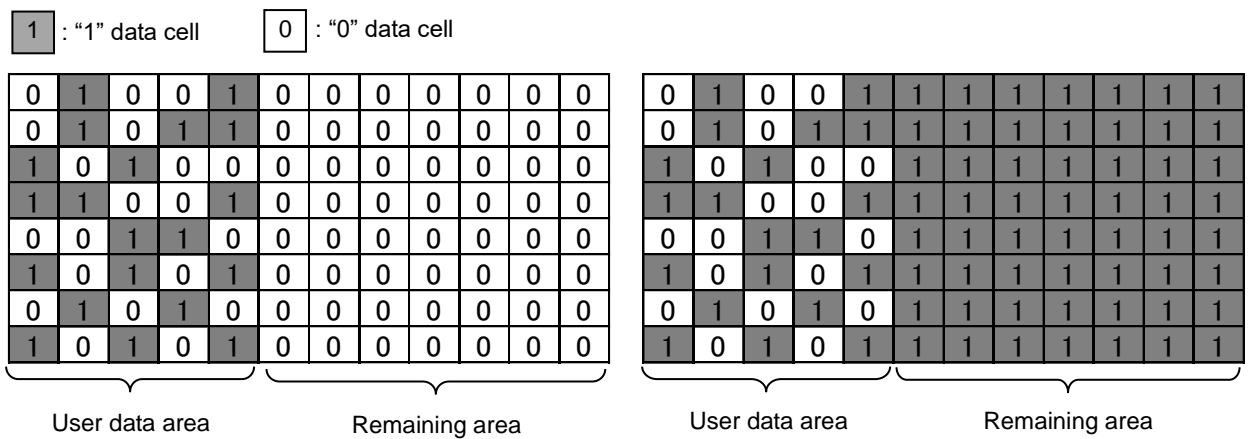 1 : “1” data cell 0 : “0” data cell
0 1 0 0 1 0 0 0 0 0 0 0 0 1 0 0 1 1 1 1 1 1 1 1
0 1 0 1 1 0 0 0 0 0 0 0 0 1 0 1 1 1 1 1 1 1 1 1
1 0 1 0 0 0 0 0 0 0 0 0 1 0 1 0 0 1 1 1 1 1 1 1
1 1 0 0 1 0 0 0 0 0 0 0 1 1 0 0 1 1 1 1 1 1 1 1
0 0 1 1 0 0 0 0 0 0 0 0 0 0 1 1 0 1 1 1 1 1 1 1
1 0 1 0 1 0 0 0 0 0 0 0 1 0 1 0 1 1 1 1 1 1 1 1
0 1 0 1 0 0 0 0 0 0 0 0 0 1 0 1 0 1 1 1 1 1 1 1
1 0 1 0 1 0 0 0 0 0 0 0 1 0 1 0 1 1 1 1 1 1 1 1
User data area Remaining area User data area Remaining area